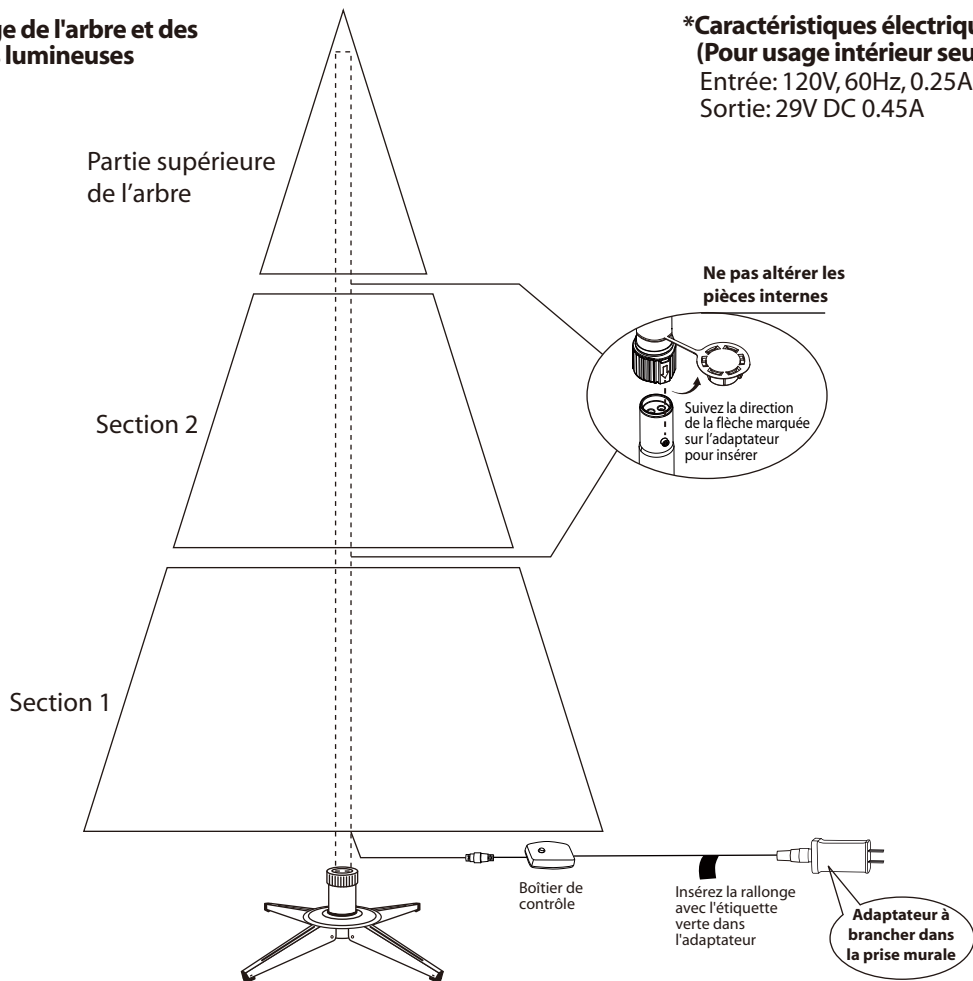 de l'arbre et des
lumineuses
*Caractéristiques
(Pour usage intérieur
Entrée: 120V, 60Hz, 0.25A
Sortie: 29V DC 0.45A
Partie supérieure
de l’arbre
Ne pas altérer les
pièces internes
Suivez la direction
de la flèche marquée
sur l’adaptateur
pour insérer
Section 2
Section 1
Boîtier de
contrôle
Insérez la rallonge
avec l'étiquette
verte dans
l'adaptateur
Adaptateur à
brancher dans
la prise murale